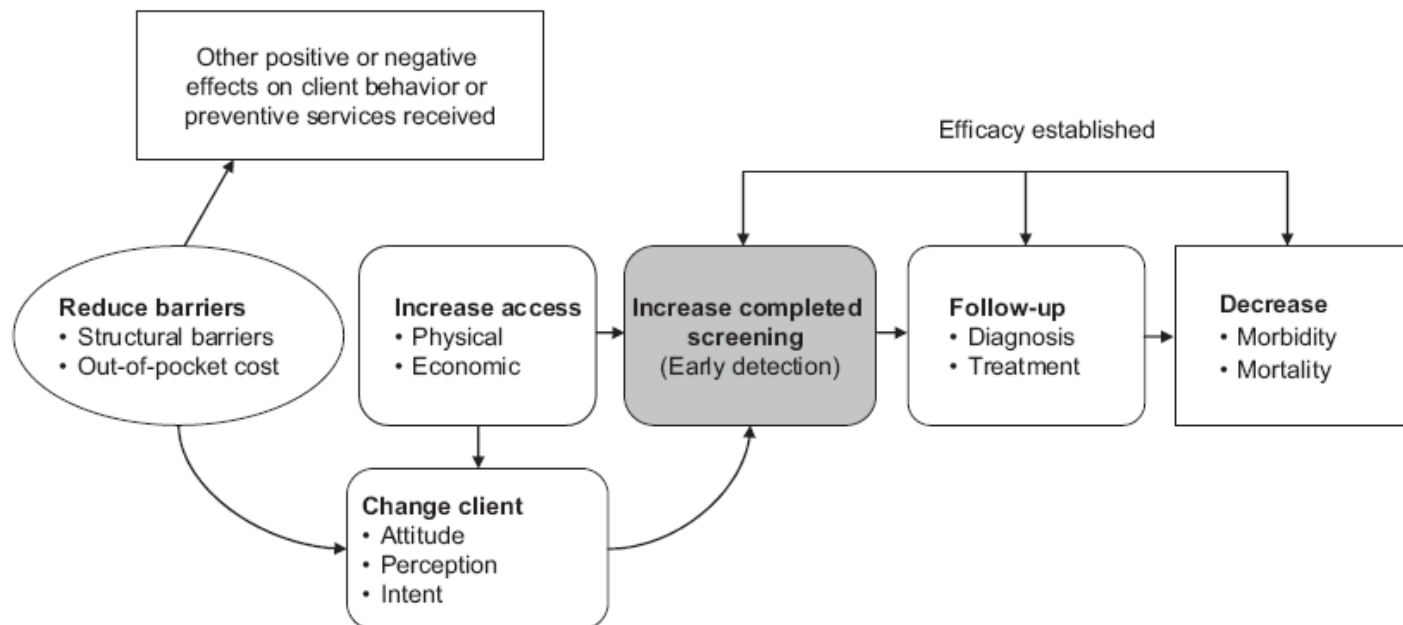 Other positive or negative
effects on client behavior or
preventive services received
Efficacy established
Reduce barriers
• Structural barriers
• Out-of-pocket cost
Increase access
• Physical
• Economic
Increase completed
screening
(Early detection)
Follow-up
• Diagnosis
• Treatment
Decrease
• Morbidity
• Mortality
Change client
• Attitude
• Perception
• Intent